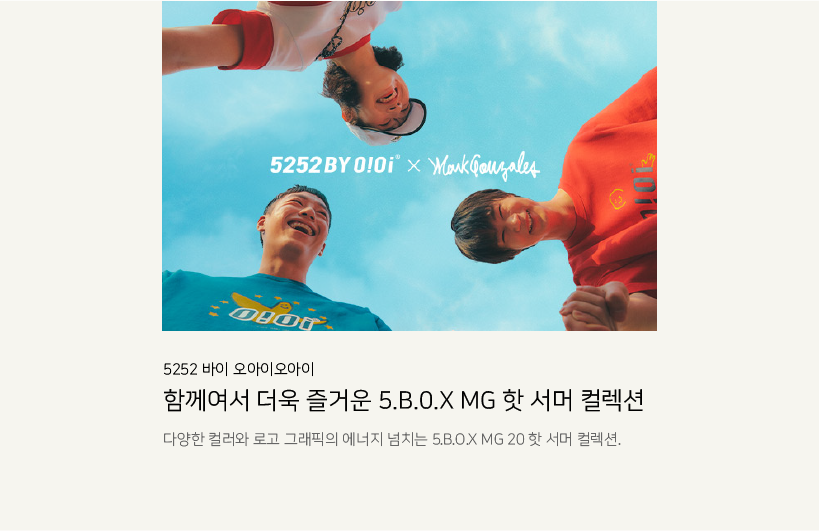 5252 BY O!Oi × Mark Gonzales
O!Oi
O!Oi
5252 바이 오아이오아이
함께여서 더욱 즐거운 5.B.O.X MG 핫 서머 컬렉션
다양한 컬러와 로고 그래픽의 에너지 넘치는 5.B.O.X MG 20 핫 서머 컬렉션.